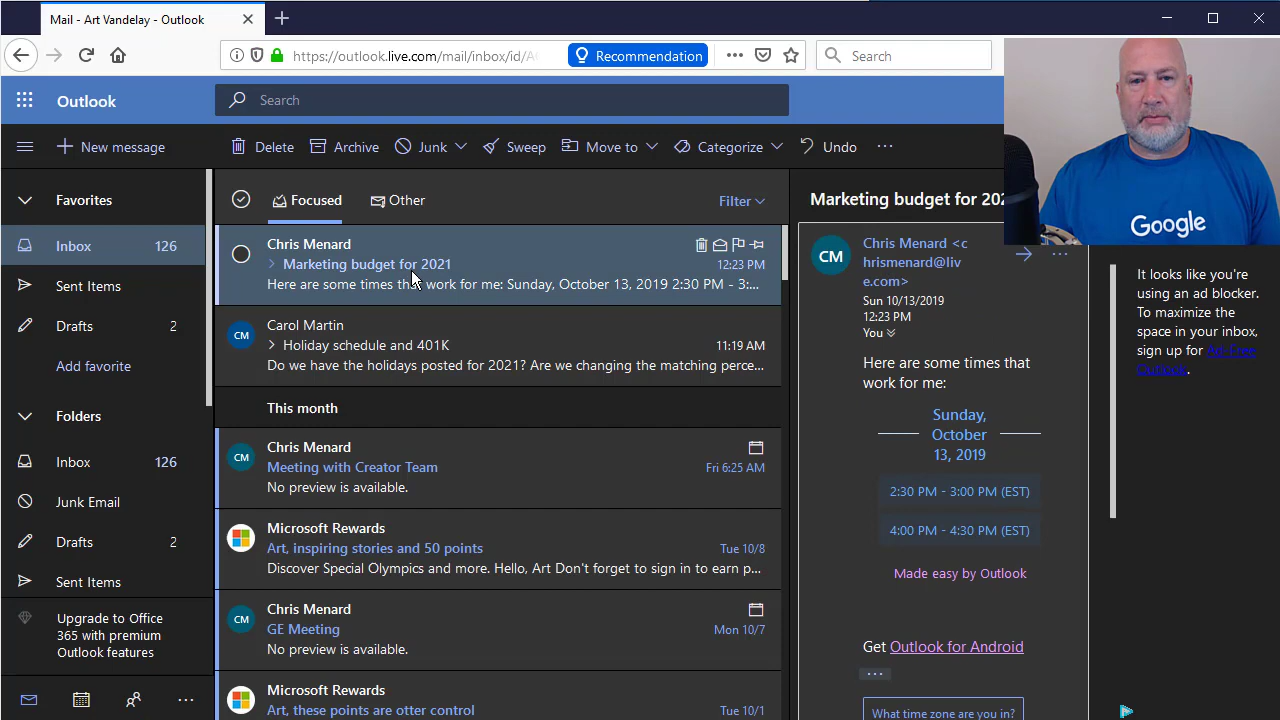 Mail - Art Vandelay - Outlook
https://outlook.live.com/mail/inbox/id/A
Recommendation
Search
Outlook
Search
New message
Delete
Archive
Junk
Sweep
Move to
Categorize
Undo
Favorites
Inbox 126
Sent Items
Drafts 2
Add favorite
Folders
Inbox 126
Junk Email
Drafts 2
Sent Items
Upgrade to Office
365 with premium
Outlook features
Focused
Other
Filter
Chris Menard
Marketing budget for 2021 12:23 PM
Here are some times that work for me: Sunday, October 13, 2019 2:30 PM - 3:...
CM
Carol Martin
Holiday schedule and 401K 11:19 AM
Do we have the holidays posted for 2021? Are we changing the matching perce...
This month
CM
Chris Menard
Meeting with Creator Team Fri 6:25 AM
No preview is available.
Microsoft Rewards
Art, inspiring stories and 50 points Tue 10/8
Discover Special Olympics and more. Hello, Art Don't forget to sign in to earn p...
CM
Chris Menard
GE Meeting Mon 10/7
No preview is available.
Microsoft Rewards
Art, these points are otter control Tue 10/1
Marketing budget for 202
CM
Chris Menard <c
hrismenard@liv
e.com>
Sun 10/13/2019
12:23 PM
You
Here are some times that
work for me:
Sunday,
October
13, 2019
2:30 PM - 3:00 PM (EST)
4:00 PM - 4:30 PM (EST)
Made easy by Outlook
Get Outlook for Android
What time zone are you in?
Google
It looks like you're
using an ad blocker.
To maximize the
space in your inbox,
sign up for Ad-Free
Outlook.